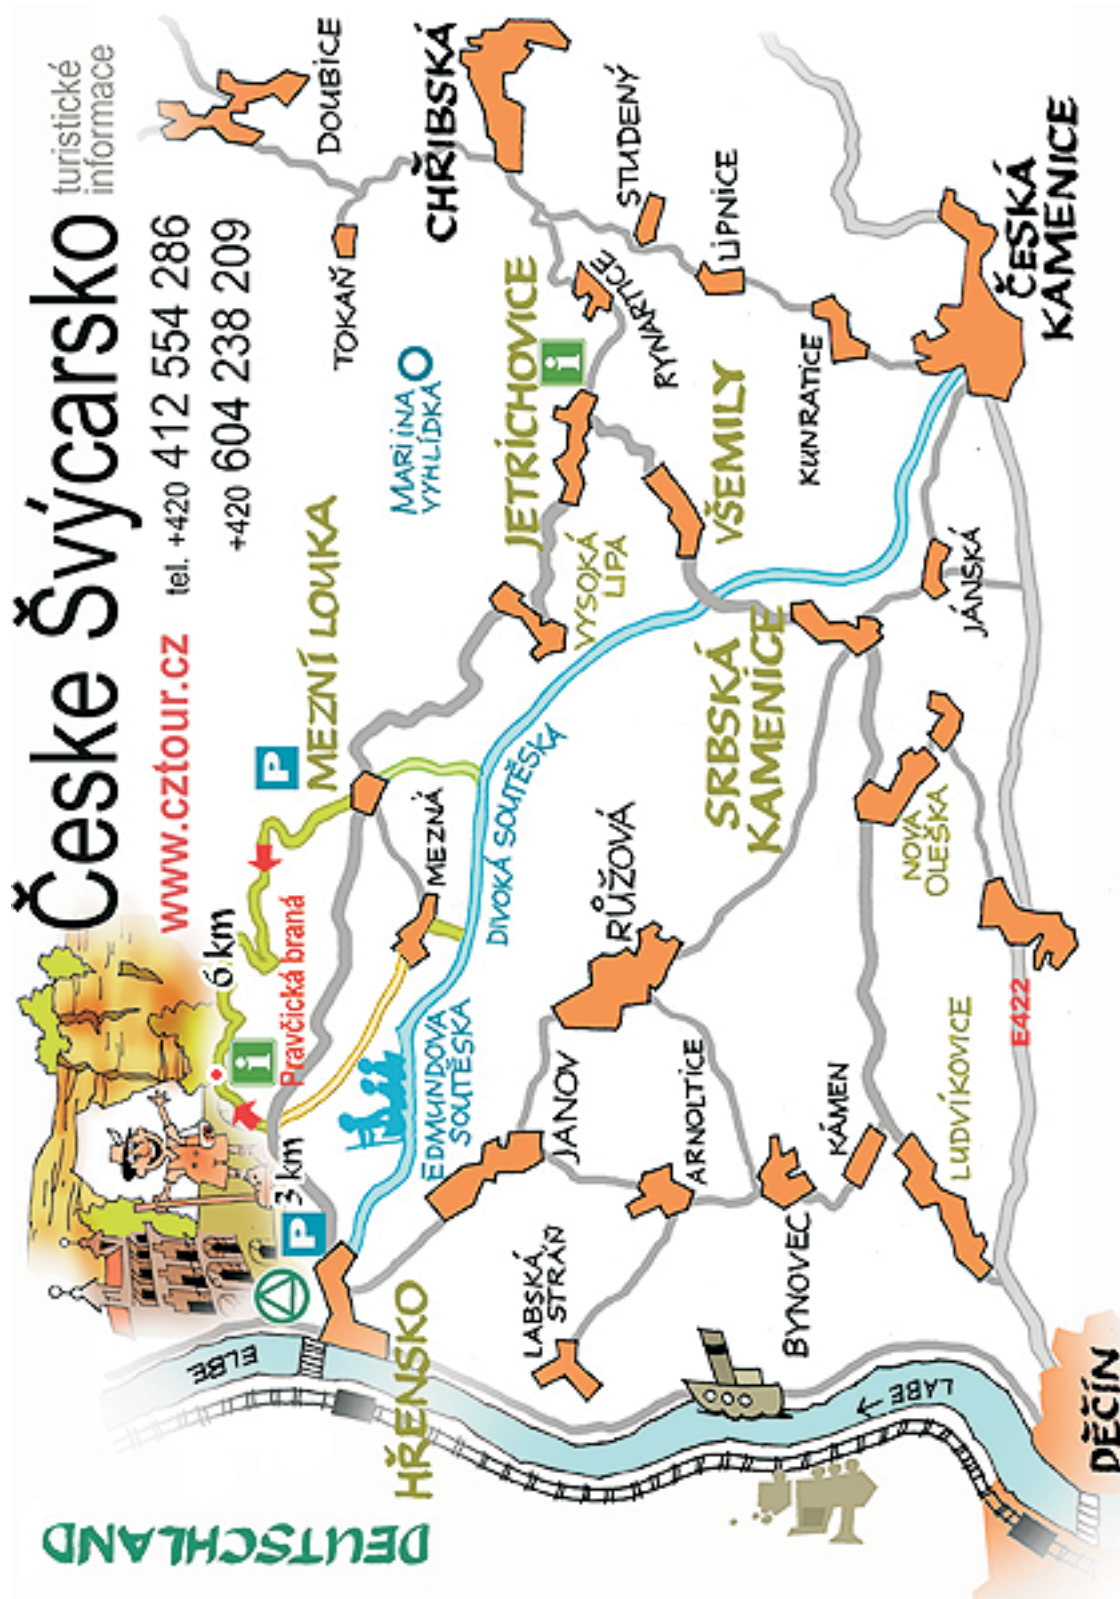 České Švýcarsko
turistické
informace
www.cztour.cz
tel. +420 412 554 286
+420 604 238 209
DEUTSCHLAND
ELBE
HŘENSKO
P
3 km
i
Pravčická braná
6 km
P
MEZNÍ LOUKA
MEZNÁ
EDMUNDOVA
SOUTĚSKA
DIVOKÁ SOUTĚSKA
TOKAŇ
DOUBICE
MARIINA
VYHLÍDKA
CHŘIBSKÁ
JETŘICHOVICE
i
VYSOKÁ
LÍPA
RYNARTICE
STUDENÝ
LÍPNICE
VŠEMILY
KUNRATICE
ČESKÁ
KAMENICE
JÁNSKÁ
SRBSKÁ
KAMENICE
RŮŽOVÁ
JANOV
ARNOLTICE
LABSKÁ
STRÁŇ
BYNOVEC
KÁMEN
NOVÁ
OLEŠKA
LUDVÍKOVICE
E422
LABE
DĚČÍN